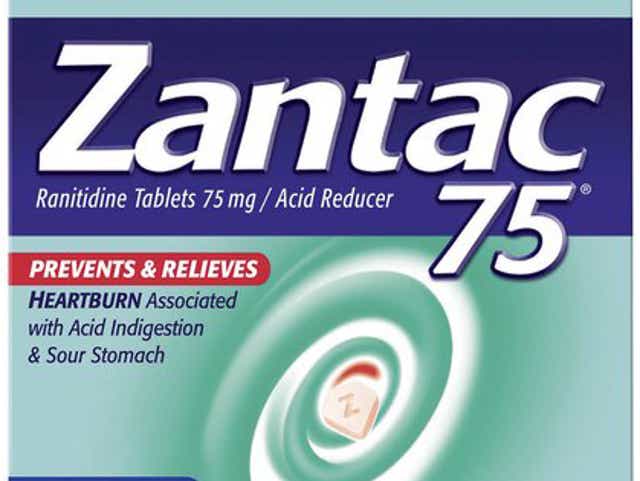 Zantac
75®
Ranitidine Tablets 75 mg / Acid Reducer
PREVENTS & RELIEVES
HEARTBURN Associated
with Acid Indigestion
& Sour Stomach
Z